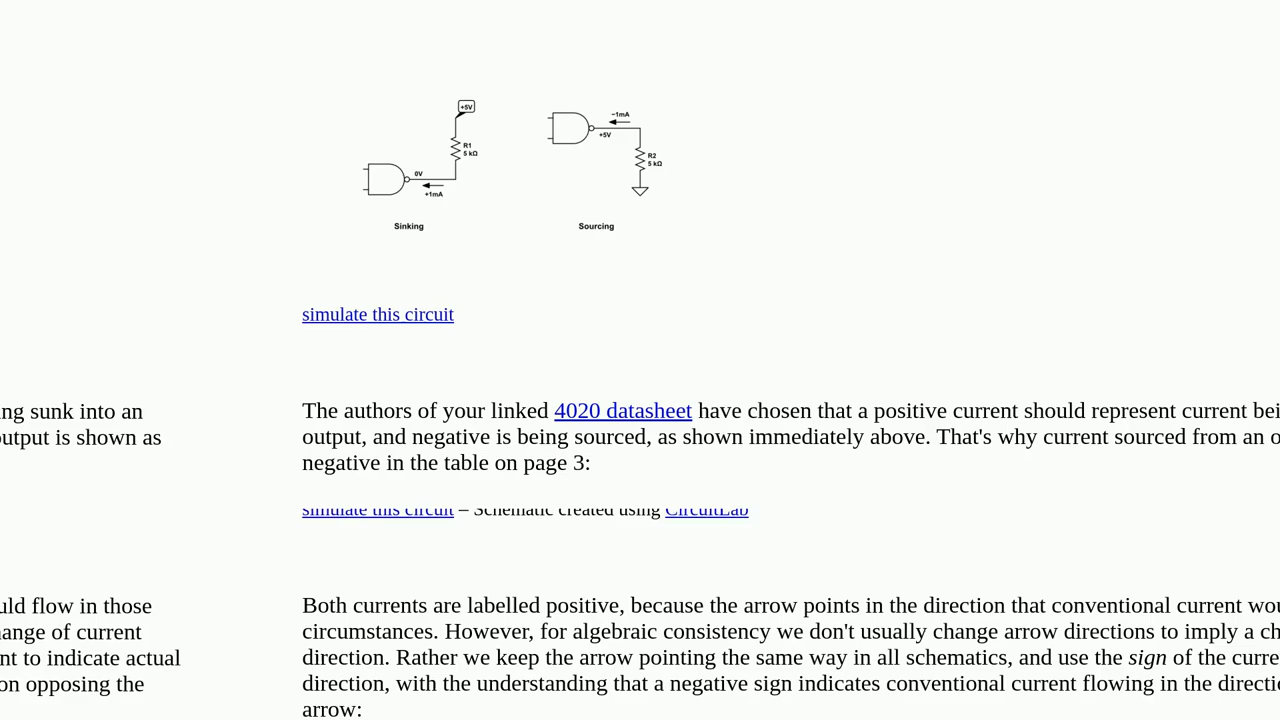 +5V
R1
5 kΩ
0V
+1mA
Sinking
−1mA
+5V
R2
5 kΩ
Sourcing
simulate this circuit
ng sunk into an
output is shown as
The authors of your linked 4020 datasheet have chosen that a positive current should represent current bei
output, and negative is being sourced, as shown immediately above. That's why current sourced from an o
negative in the table on page 3:
simulate this circuit – Schematic created using CircuitLab
uld flow in those
ange of current
nt to indicate actual
on opposing the
Both currents are labelled positive, because the arrow points in the direction that conventional current wou
circumstances. However, for algebraic consistency we don't usually change arrow directions to imply a ch
direction. Rather we keep the arrow pointing the same way in all schematics, and use the sign of the curre
direction, with the understanding that a negative sign indicates conventional current flowing in the directio
arrow: